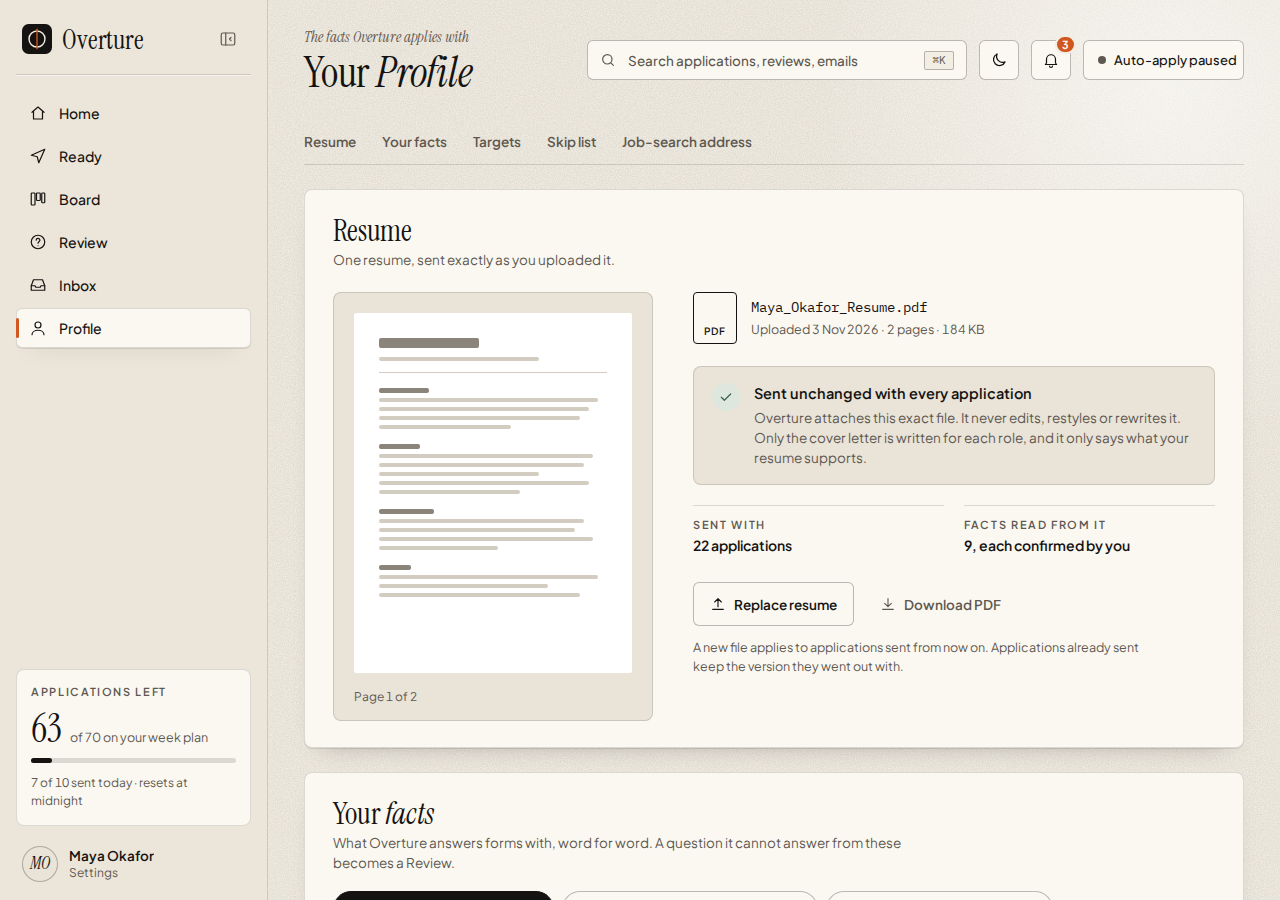 Overture
Home
Ready
Board
Review
Inbox
Profile
APPLICATIONS LEFT
63 of 70 on your week plan
7 of 10 sent today · resets at
midnight
MO
Maya Okafor
Settings
The facts Overture applies with
Your Profile
Search applications, reviews, emails
⌘K
3
Auto-apply paused
Resume
Your facts
Targets
Skip list
Job-search address
Resume
One resume, sent exactly as you uploaded it.
Page 1 of 2
PDF
Maya_Okafor_Resume.pdf
Uploaded 3 Nov 2026 · 2 pages · 184 KB
Sent unchanged with every application
Overture attaches this exact file. It never edits, restyles or rewrites it.
Only the cover letter is written for each role, and it only says what your
resume supports.
SENT WITH
22 applications
FACTS READ FROM IT
9, each confirmed by you
Replace resume
Download PDF
A new file applies to applications sent from now on. Applications already sent
keep the version they went out with.
Your facts
What Overture answers forms with, word for word. A question it cannot answer from these
becomes a Review.